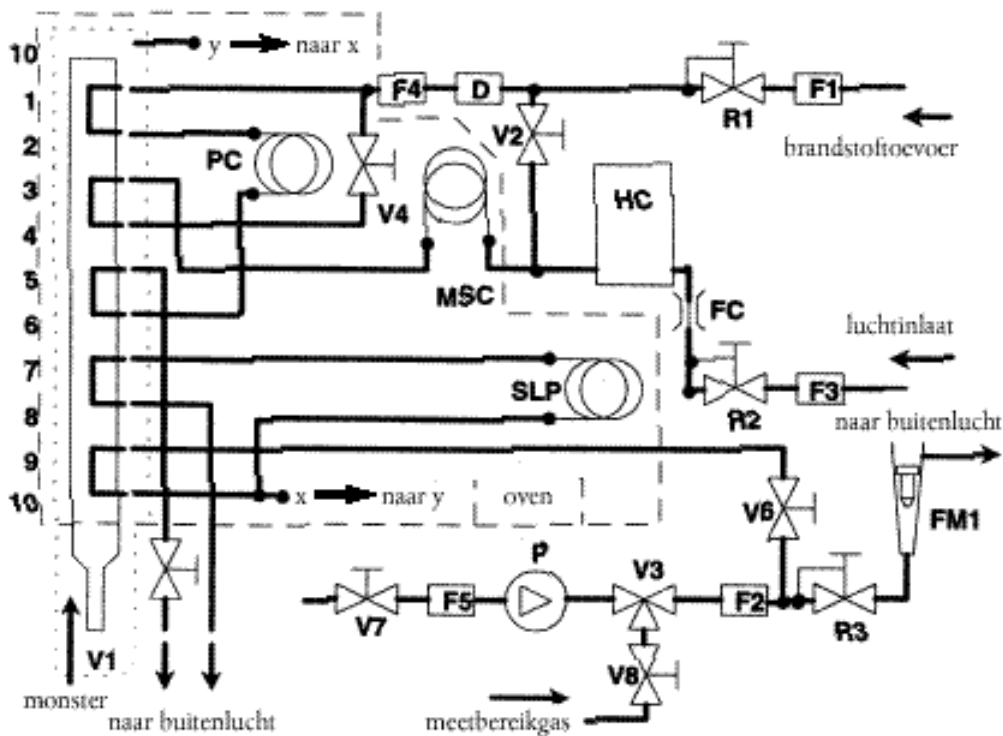 10
y naar x
1
F4
D
F1
V2
R1
2
PC
brandstoftoevoer
3
HC
4
V4
5
MSC
FC
6
luchtinlaat
7
SLP
F3
8
R2
naar buitenlucht
9
10
x naar y
oven
V6
FM1
P
V3
F5
F2
V7
R3
V1
V8
monster
naar buitenlucht
meetbereikgas